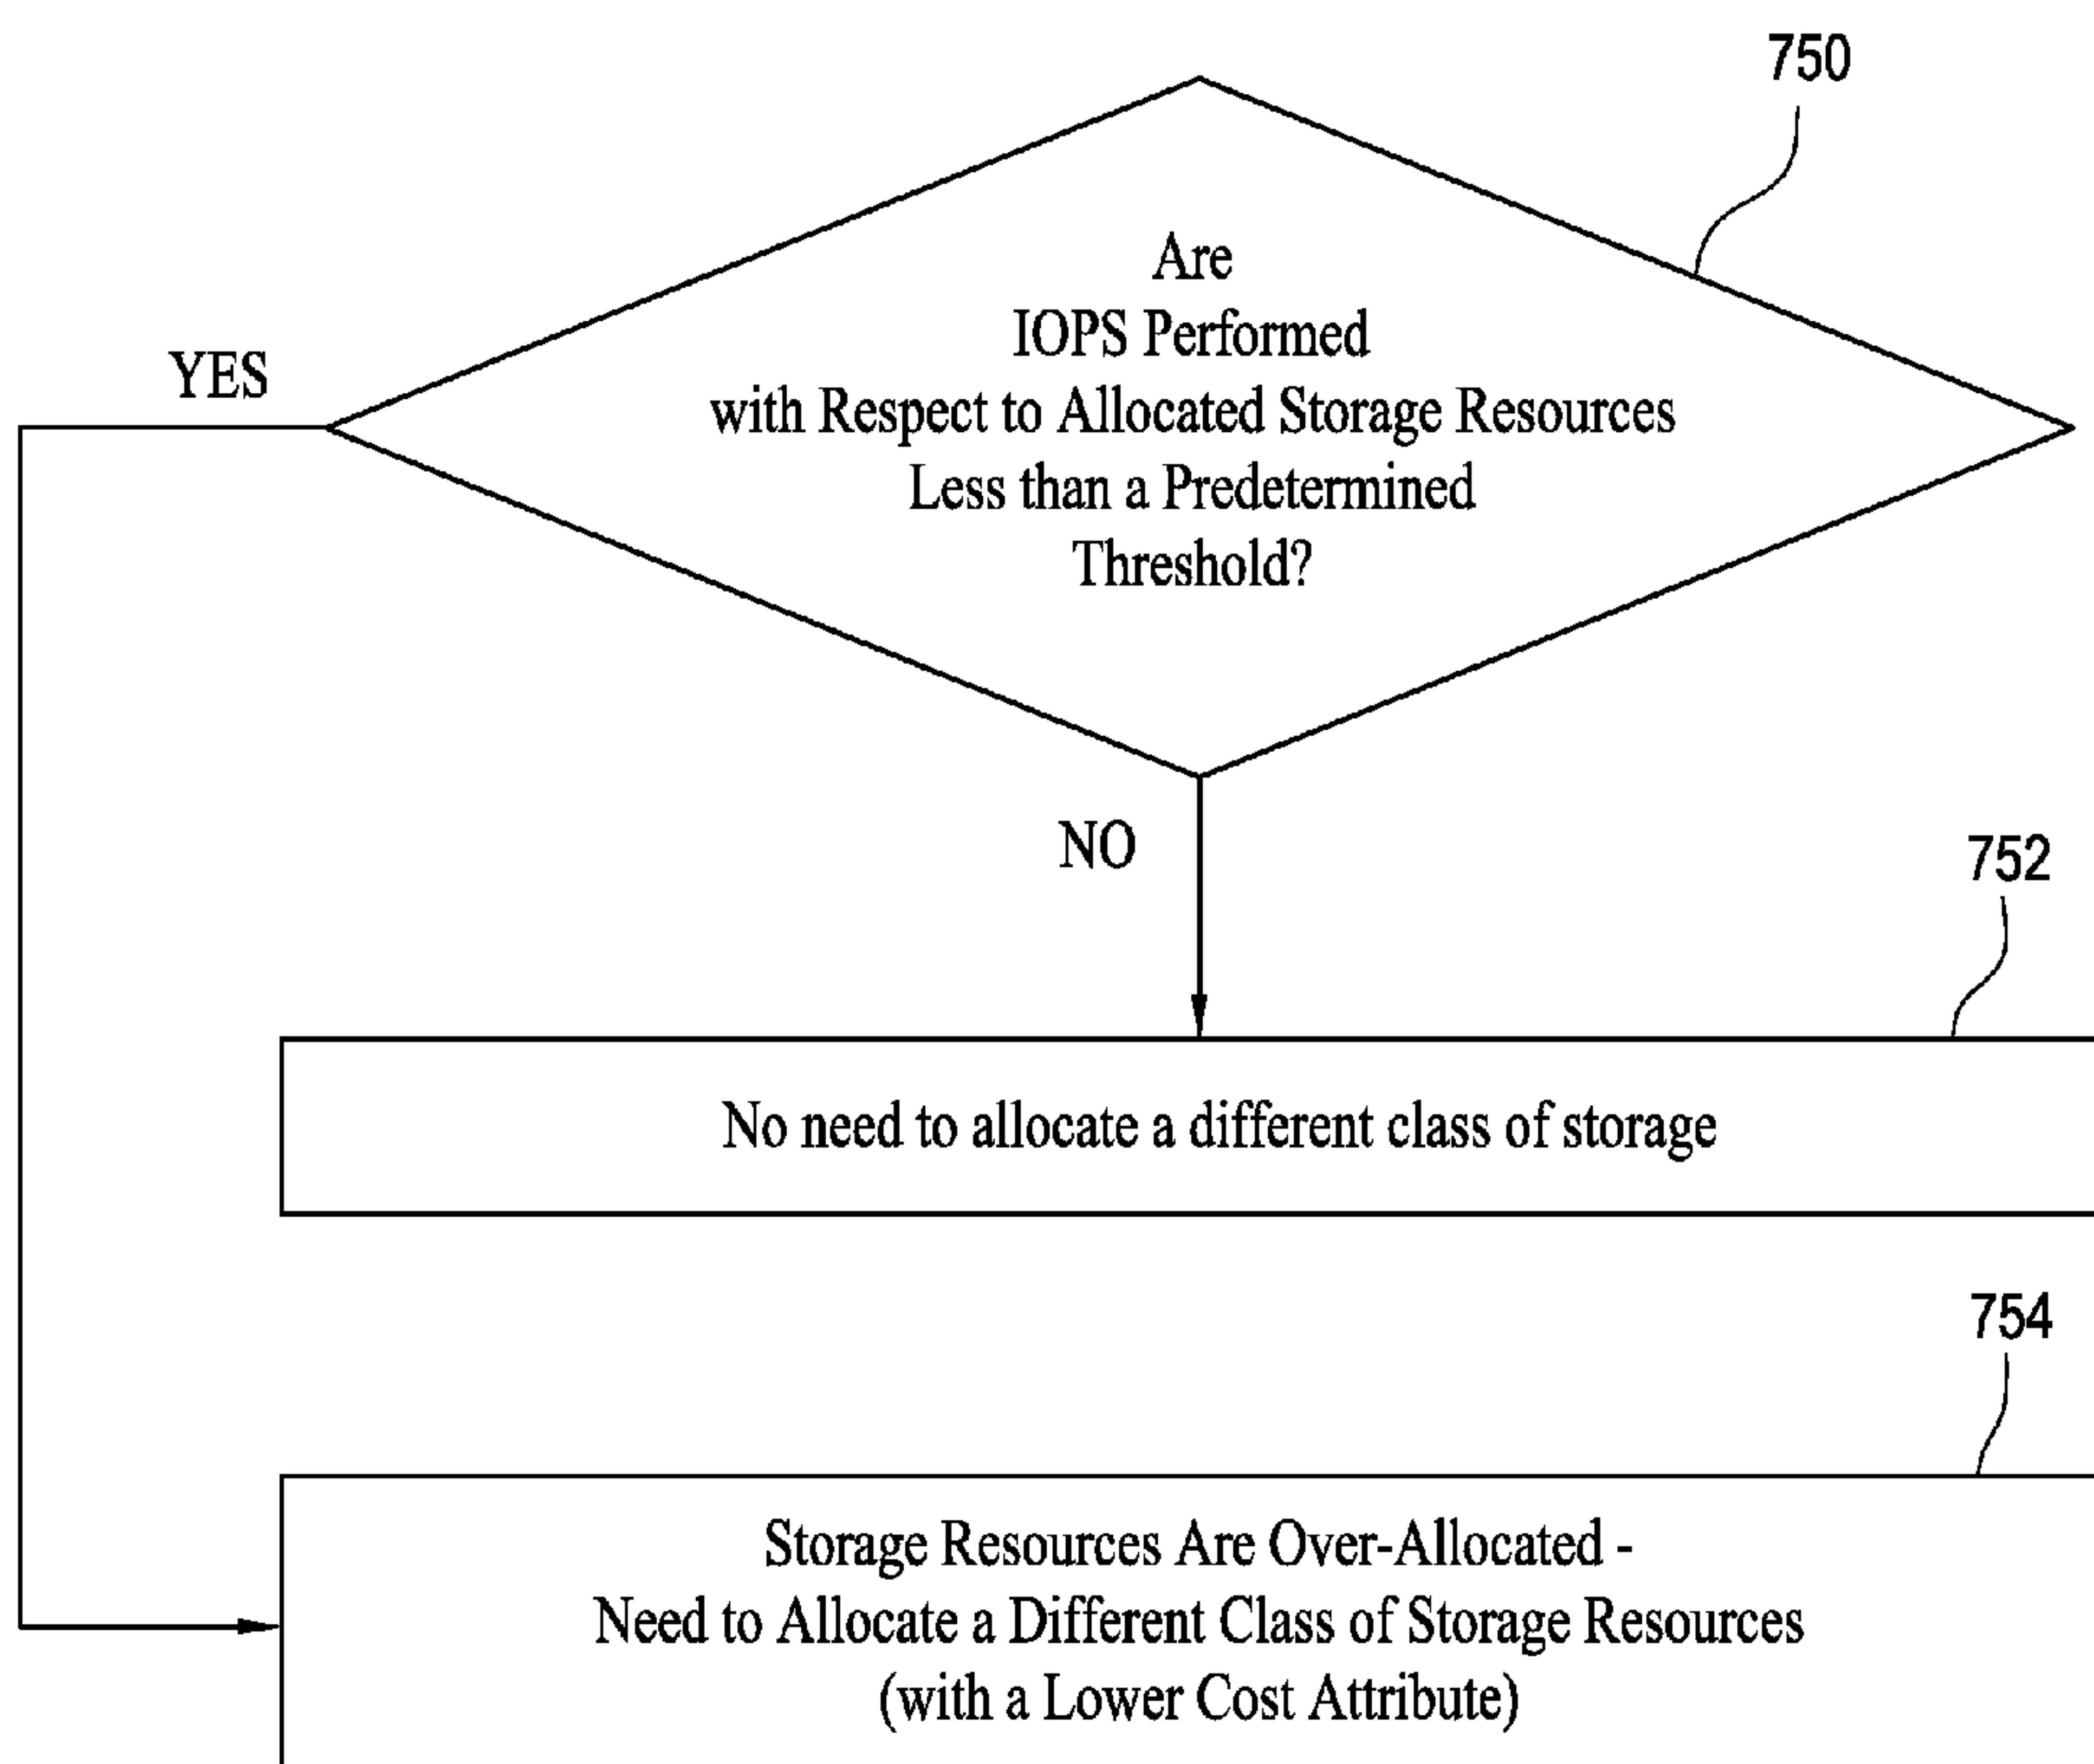 750
Are
IOPS Performed
with Respect to Allocated Storage Resources
Less than a Predetermined
Threshold?
YES
NO
752
No need to allocate a different class of storage
754
Storage Resources Are Over-Allocated -
Need to Allocate a Different Class of Storage Resources
(with a Lower Cost Attribute)